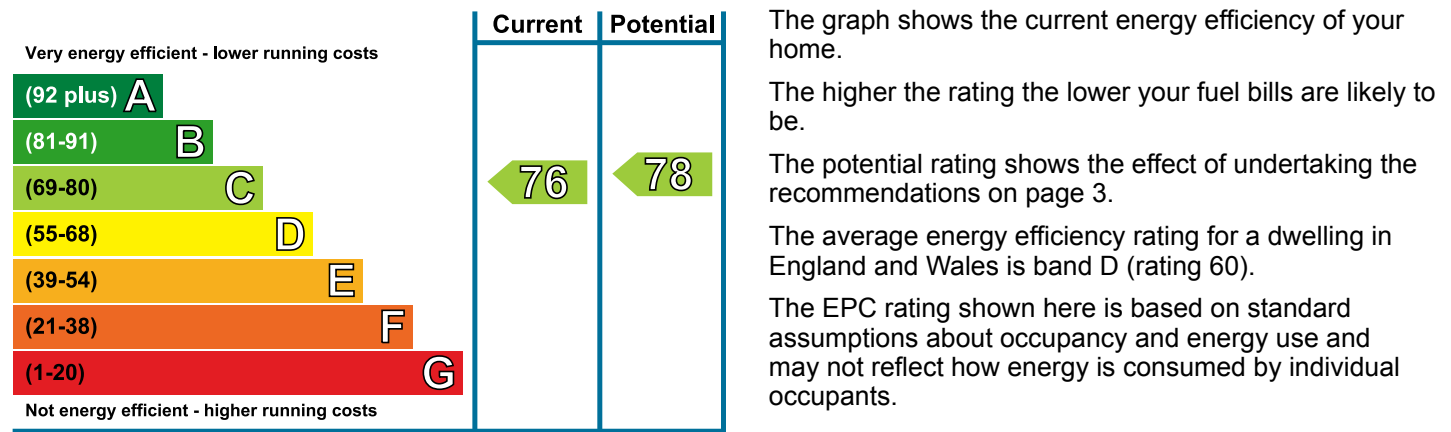 Current Potential
Very energy efficient - lower running costs
(92 plus) A
(81-91) B
(69-80) C
76 78
(55-68) D
(39-54) E
(21-38) F
(1-20) G
Not energy efficient - higher running costs
The graph shows the current energy efficiency of your
home.
The higher the rating the lower your fuel bills are likely to
be.
The potential rating shows the effect of undertaking the
recommendations on page 3.
The average energy efficiency rating for a dwelling in
England and Wales is band D (rating 60).
The EPC rating shown here is based on standard
assumptions about occupancy and energy use and
may not reflect how energy is consumed by individual
occupants.